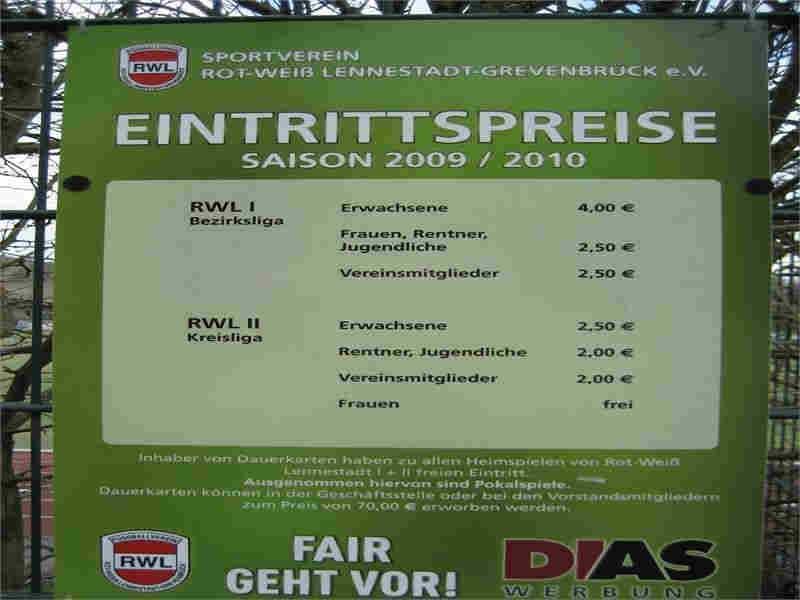 RWL
SPORTVEREIN
ROT-WEIß LENNESTADT-GREVENBRÜCK e.V.
EINTRITTSPREISE
SAISON 2009 / 2010
RWL I
Bezirksliga
Erwachsene 4,00 €
Frauen, Rentner,
Jugendliche 2,50 €
Vereinsmitglieder 2,50 €
RWL II
Kreisliga
Erwachsene 2,50 €
Rentner, Jugendliche 2,00 €
Vereinsmitglieder 2,00 €
Frauen frei
Inhaber von Dauerkarten haben zu allen Heimspielen von Rot-Weiß
Lennestadt I + II freien Eintritt.
Ausgenommen hiervon sind Pokalspiele.
Dauerkarten können in der Geschäftsstelle oder bei den Vorstandsmitgliedern
zum Preis von 70,00 € erworben werden.
FUSSBALLVEREIN
RWL
FAIR
GEHT VOR!
DIAS
WERBUNG